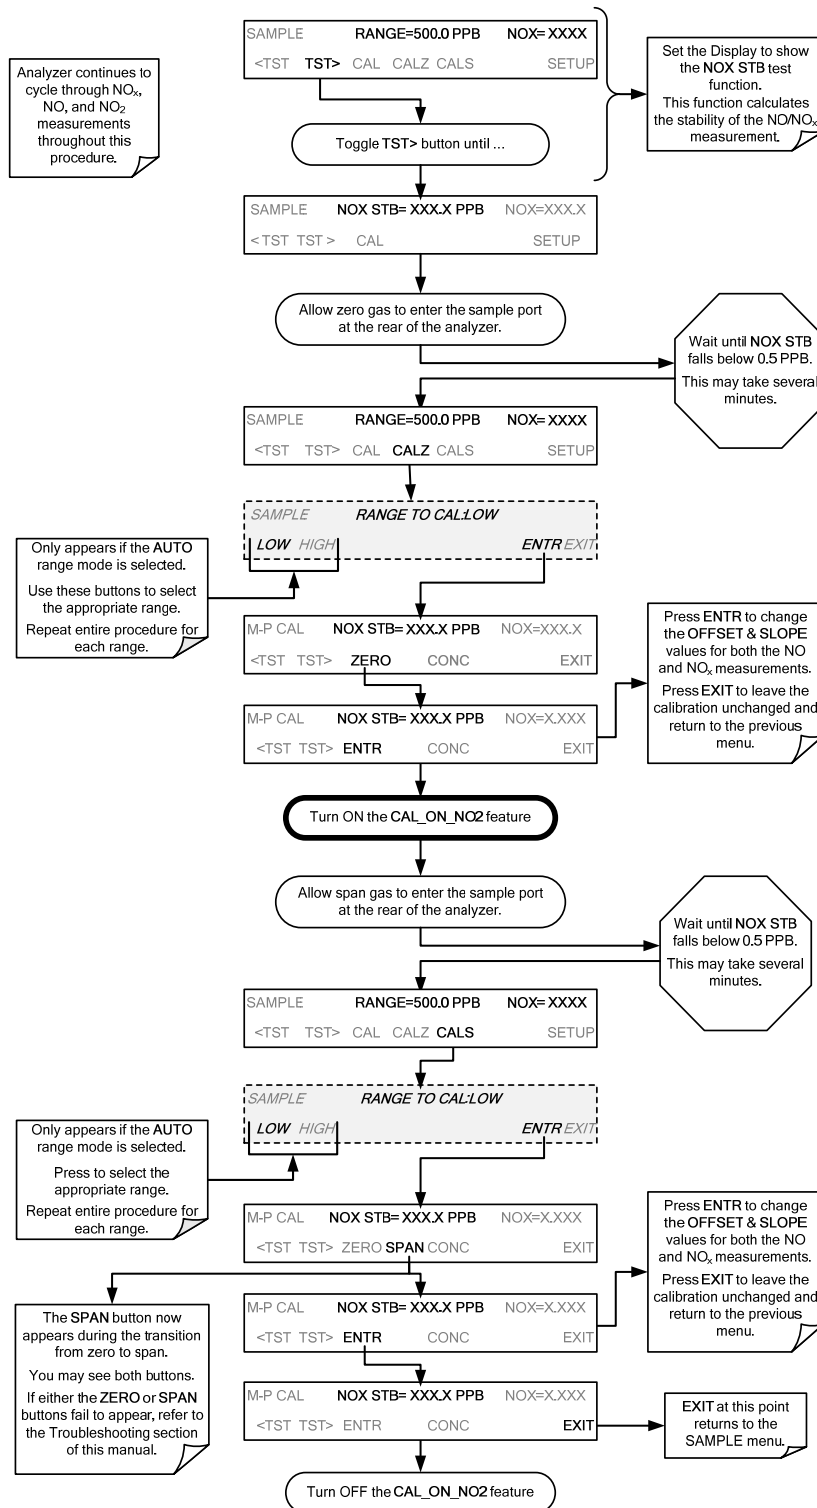 SAMPLE RANGE=500.0 PPB NOX= XXXX
<TST TST> CAL CALZ CALS SETUP
Analyzer continues to
cycle through NOx,
NO, and NO2
measurements
throughout this
procedure.
Set the Display to show
the NOX STB test
function.
This function calculates
the stability of the NO/NOx
measurement.
Toggle TST> button until ...
SAMPLE NOX STB= XXX.X PPB NOX=XXX.X
< TST TST > CAL SETUP
Allow zero gas to enter the sample port
at the rear of the analyzer.
Wait until NOX STB
falls below 0.5 PPB.
This may take several
minutes.
SAMPLE RANGE=500.0 PPB NOX= XXXX
<TST TST> CAL CALZ CALS SETUP
SAMPLE RANGE TO CAL:LOW
LOW HIGH ENTR EXIT
Only appears if the AUTO
range mode is selected.
Use these buttons to select
the appropriate range.
Repeat entire procedure for
each range.
M-P CAL NOX STB= XXX.X PPB NOX=XXX.X
<TST TST> ZERO CONC EXIT
Press ENTR to change
the OFFSET & SLOPE
values for both the NO
and NOx measurements.
Press EXIT to leave the
calibration unchanged and
return to the previous
menu.
M-P CAL NOX STB= XXX.X PPB NOX=X.XXX
<TST TST> ENTR CONC EXIT
Turn ON the CAL_ON_NO2 feature
Allow span gas to enter the sample port
at the rear of the analyzer.
Wait until NOX STB
falls below 0.5 PPB.
This may take several
minutes.
SAMPLE RANGE=500.0 PPB NOX= XXXX
<TST TST> CAL CALZ CALS SETUP
SAMPLE RANGE TO CAL:LOW
LOW HIGH ENTR EXIT
Only appears if the AUTO
range mode is selected.
Press to select the
appropriate range.
Repeat entire procedure for
each range.
M-P CAL NOX STB= XXX.X PPB NOX=X.XXX
<TST TST> ZERO SPAN CONC EXIT
Press ENTR to change
the OFFSET & SLOPE
values for both the NO
and NOx measurements.
Press EXIT to leave the
calibration unchanged and
return to the previous
menu.
The SPAN button now
appears during the transition
from zero to span.
You may see both buttons.
If either the ZERO or SPAN
buttons fail to appear, refer to
the Troubleshooting section
of this manual.
M-P CAL NOX STB= XXX.X PPB NOX=X.XXX
<TST TST> ENTR CONC EXIT
M-P CAL NOX STB= XXX.X PPB NOX=X.XXX
<TST TST> ENTR CONC EXIT
EXIT at this point
returns to the
SAMPLE menu.
Turn OFF the CAL_ON_NO2 feature